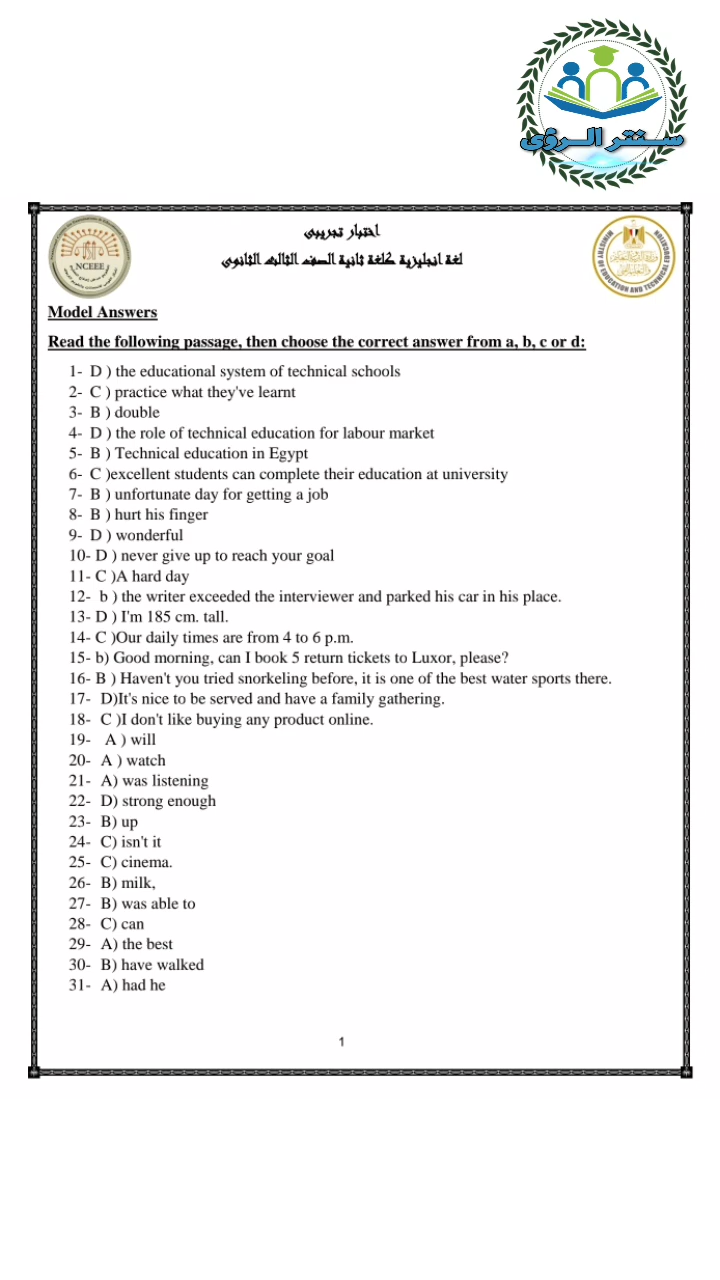 سنتر الرؤى
اختبار تجريبي
لغة انجليزية كلغة ثانية الصف الثالث الثانوي
NCEEE
Model Answers
Read the following passage, then choose the correct answer from a, b, c or d:
1- D ) the educational system of technical schools
2- C ) practice what they've learnt
3- B ) double
4- D ) the role of technical education for labour market
5- B ) Technical education in Egypt
6- C )excellent students can complete their education at university
7- B ) unfortunate day for getting a job
8- B ) hurt his finger
9- D ) wonderful
10- D ) never give up to reach your goal
11- C )A hard day
12- b ) the writer exceeded the interviewer and parked his car in his place.
13- D ) I'm 185 cm. tall.
14- C )Our daily times are from 4 to 6 p.m.
15- b) Good morning, can I book 5 return tickets to Luxor, please?
16- B ) Haven't you tried snorkeling before, it is one of the best water sports there.
17- D)It's nice to be served and have a family gathering.
18- C )I don't like buying any product online.
19- A ) will
20- A ) watch
21- A) was listening
22- D) strong enough
23- B) up
24- C) isn't it
25- C) cinema.
26- B) milk,
27- B) was able to
28- C) can
29- A) the best
30- B) have walked
31- A) had he
1